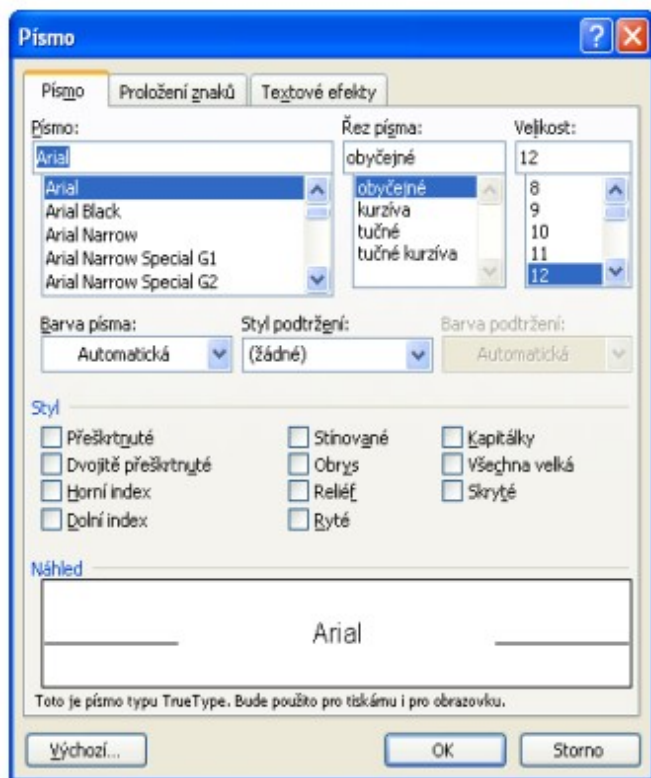 Písmo
Písmo Proložení znaků Textové efekty
Písmo: Řez písma: Velikost:
Arial obyčejné 12
Arial obyčejné 8
Arial Black kurzíva 9
Arial Narrow tučné 10
Arial Narrow Special G1 tučné kurzíva 11
Arial Narrow Special G2 12
Barva písma: Styl podtržení: Barva podtržení:
Automatická (žádné) Automatická
Styl
Přeškrtnuté Stínované Kapitálky
Dvojitě přeškrtnuté Obrys Všechna velká
Horní index Reliéf Skryté
Dolní index Ryté
Náhled
Arial
Toto je písmo typu TrueType. Bude použito pro tiskárnu i pro obrazovku.
Výchozí... OK Storno